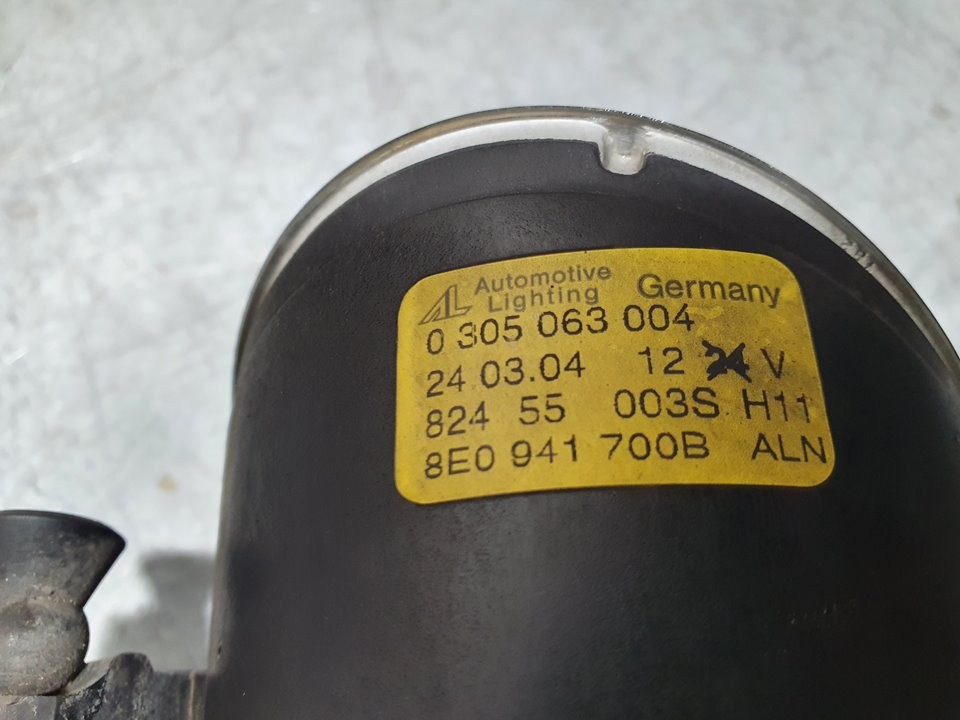 AL Automotive Lighting Germany
0 305 063 004
24 03.04 12 24 V
824 55 003S H11
8E0 941 700B ALN